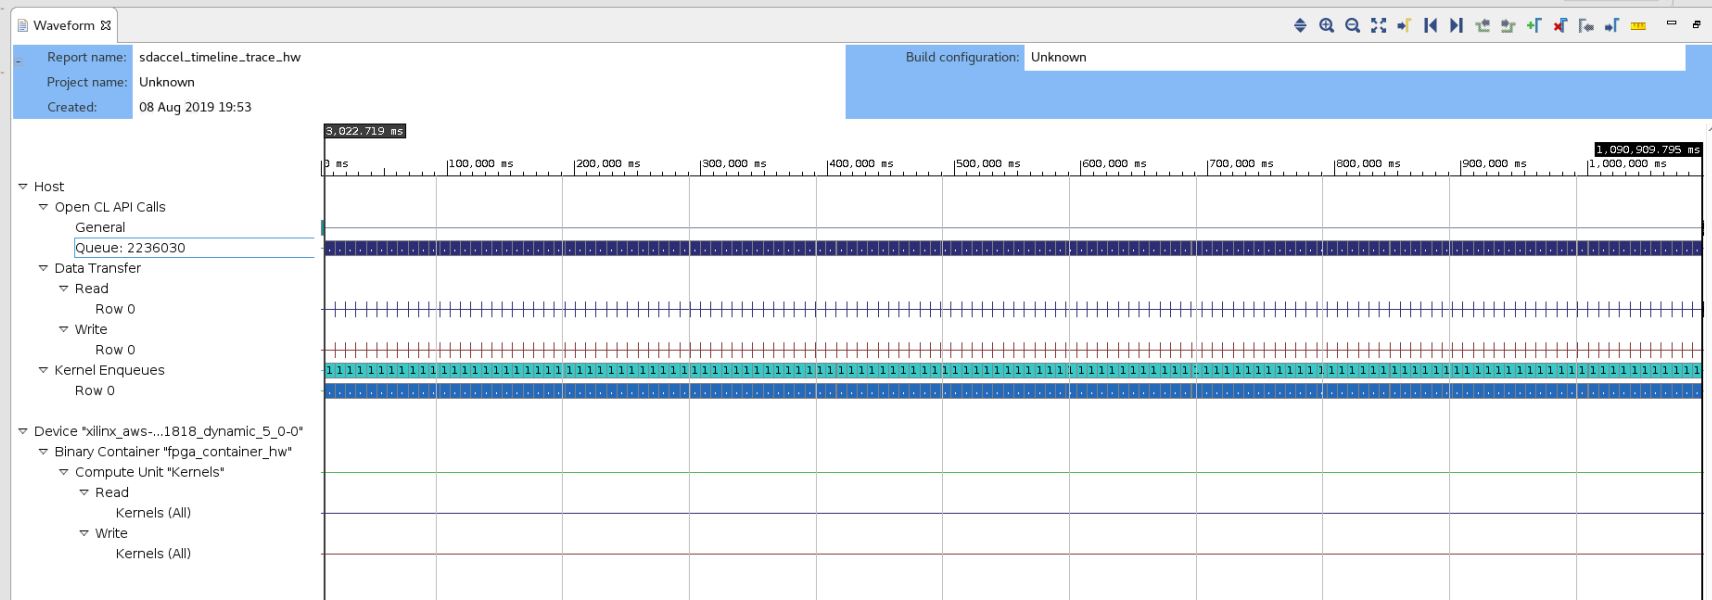 Waveform
Report name: sdaccel_timeline_trace_hw Build configuration: Unknown
Project name: Unknown
Created: 08 Aug 2019 19:53
3,022.719 ms
1,090,909.795 ms
0 ms 100,000 ms 200,000 ms 300,000 ms 400,000 ms 500,000 ms 600,000 ms 700,000 ms 800,000 ms 900,000 ms 1,000,000 ms
Host
Open CL API Calls
General
Queue: 2236030
Data Transfer
Read
Row 0
Write
Row 0
Kernel Enqueues
Row 0
Device "xilinx_aws-...1818_dynamic_5_0-0"
Binary Container "fpga_container_hw"
Compute Unit "Kernels"
Read
Kernels (All)
Write
Kernels (All)